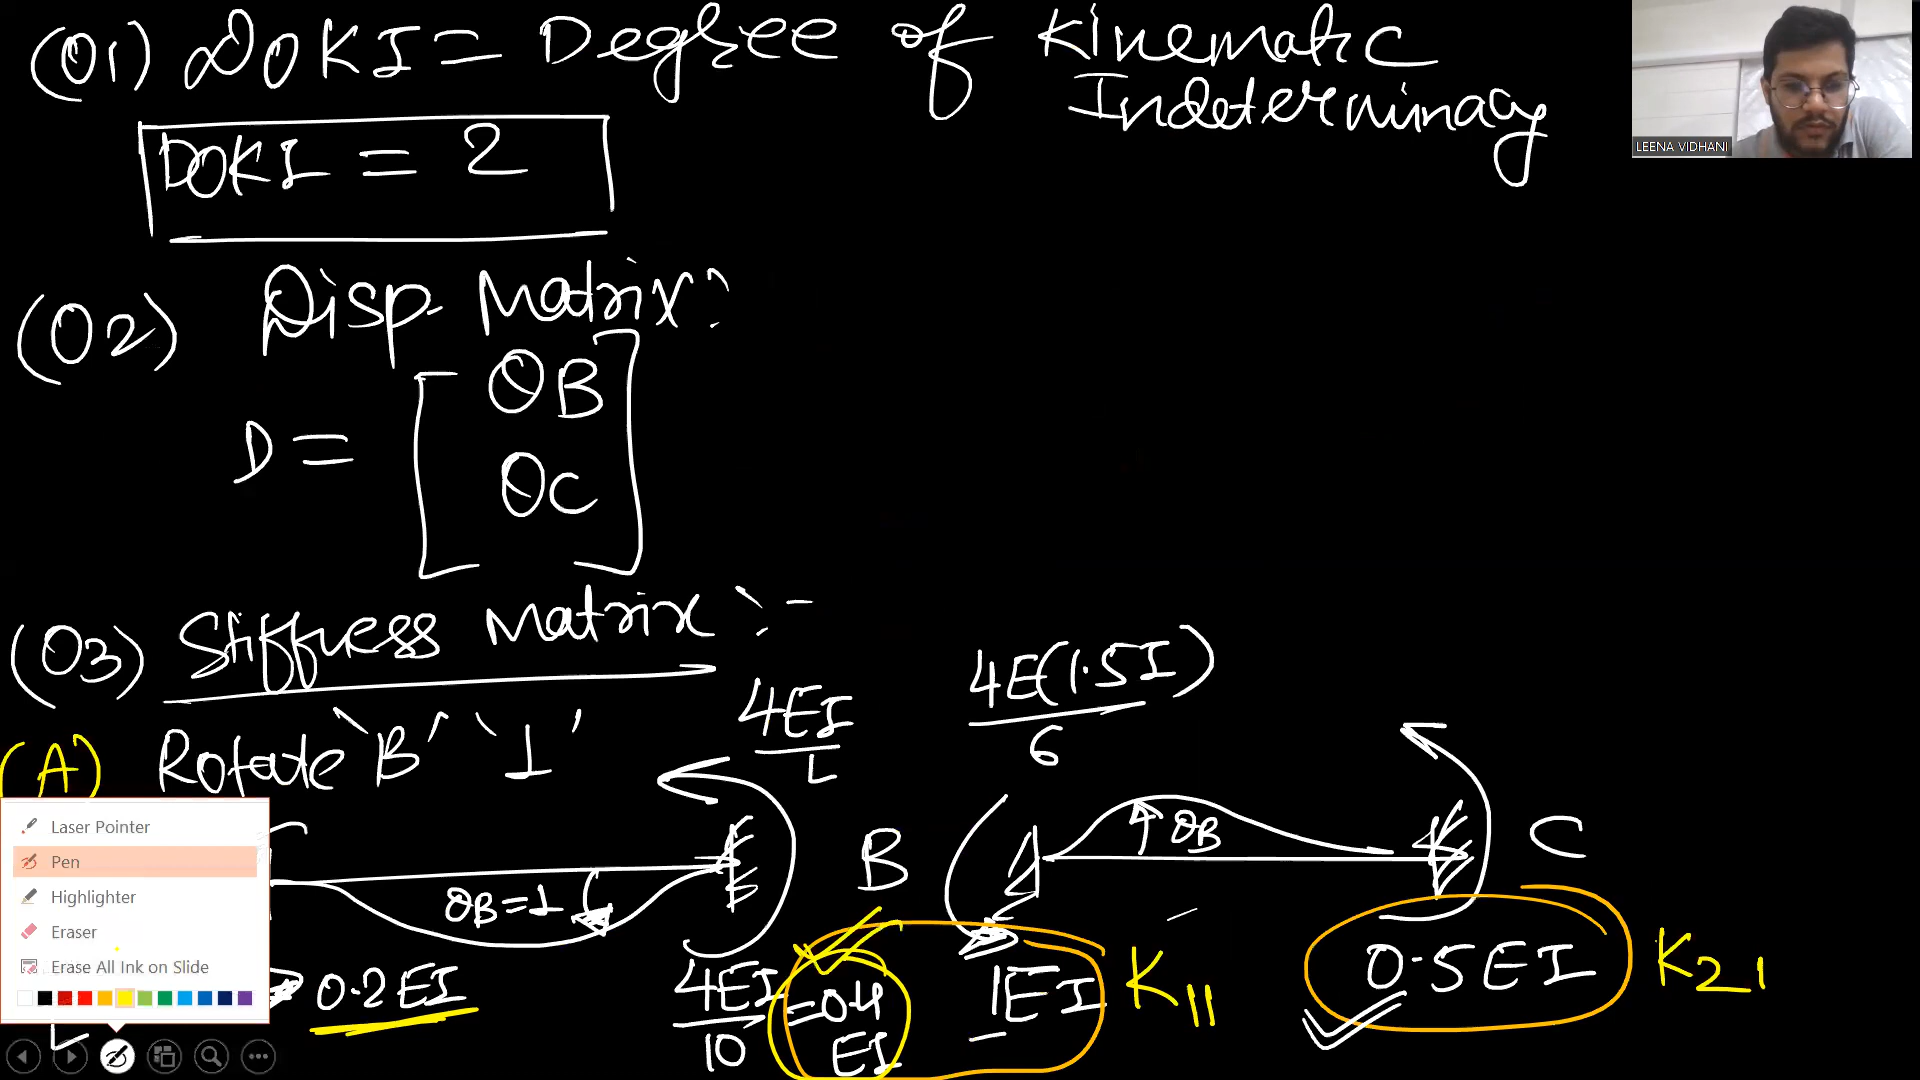 (01) DOKI = Degree of Kinematic
Indeterminacy
LEENA VIDHANI
DOKI = 2
(02) Disp. Matrix:
D = [θB
θC]
(03) Stiffness Matrix :-
(A) Rotate 'B' '1'
4EI/L
4E(1.5I)/6
θB=1
B
θB
C
0.2EI
4EI/10 = 0.4 EI
1EI
K11
0.5EI
K21
Laser Pointer
Pen
Highlighter
Eraser
Erase All Ink on Slide